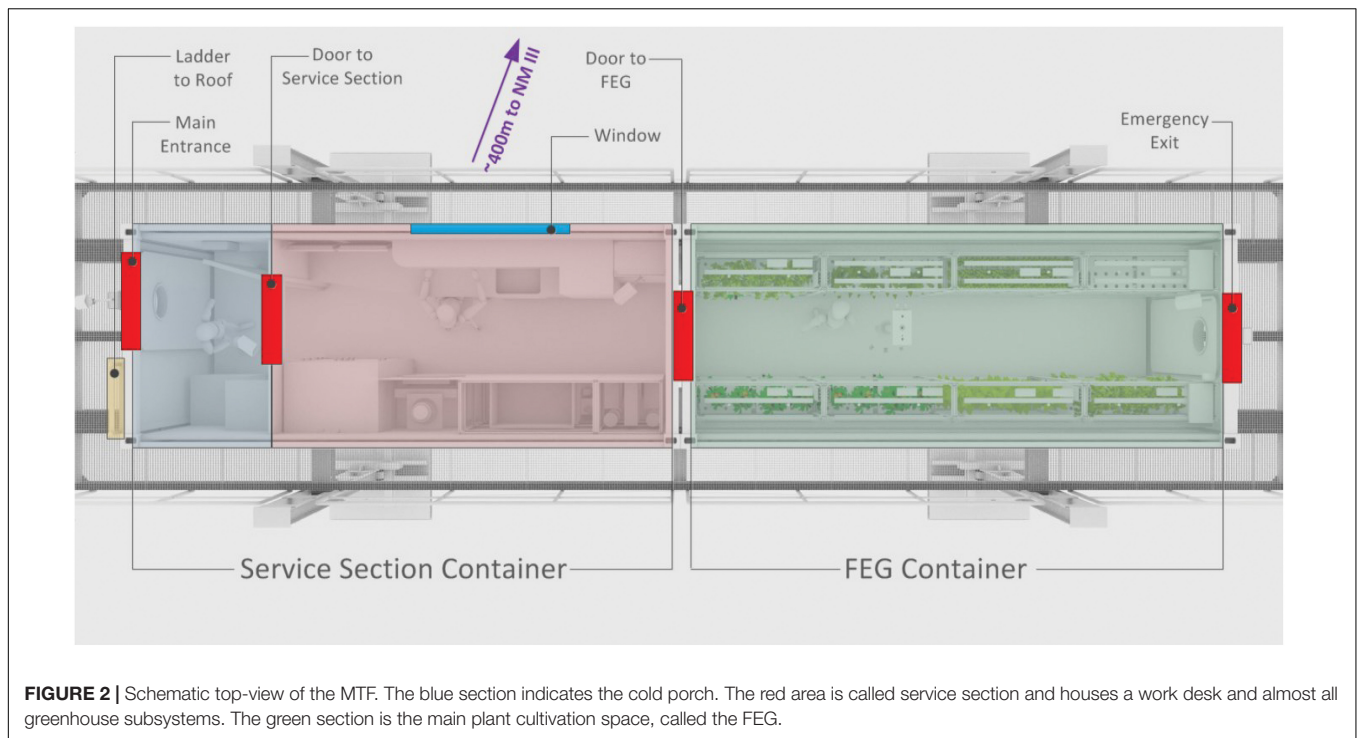 Ladder
to Roof
Door to
Service Section
~400m to NM III
Door to
FEG
Main
Entrance
Window
Emergency
Exit
Service Section Container
FEG Container
FIGURE 2 | Schematic top-view of the MTF. The blue section indicates the cold porch. The red area is called service section and houses a work desk and almost all
greenhouse subsystems. The green section is the main plant cultivation space, called the FEG.